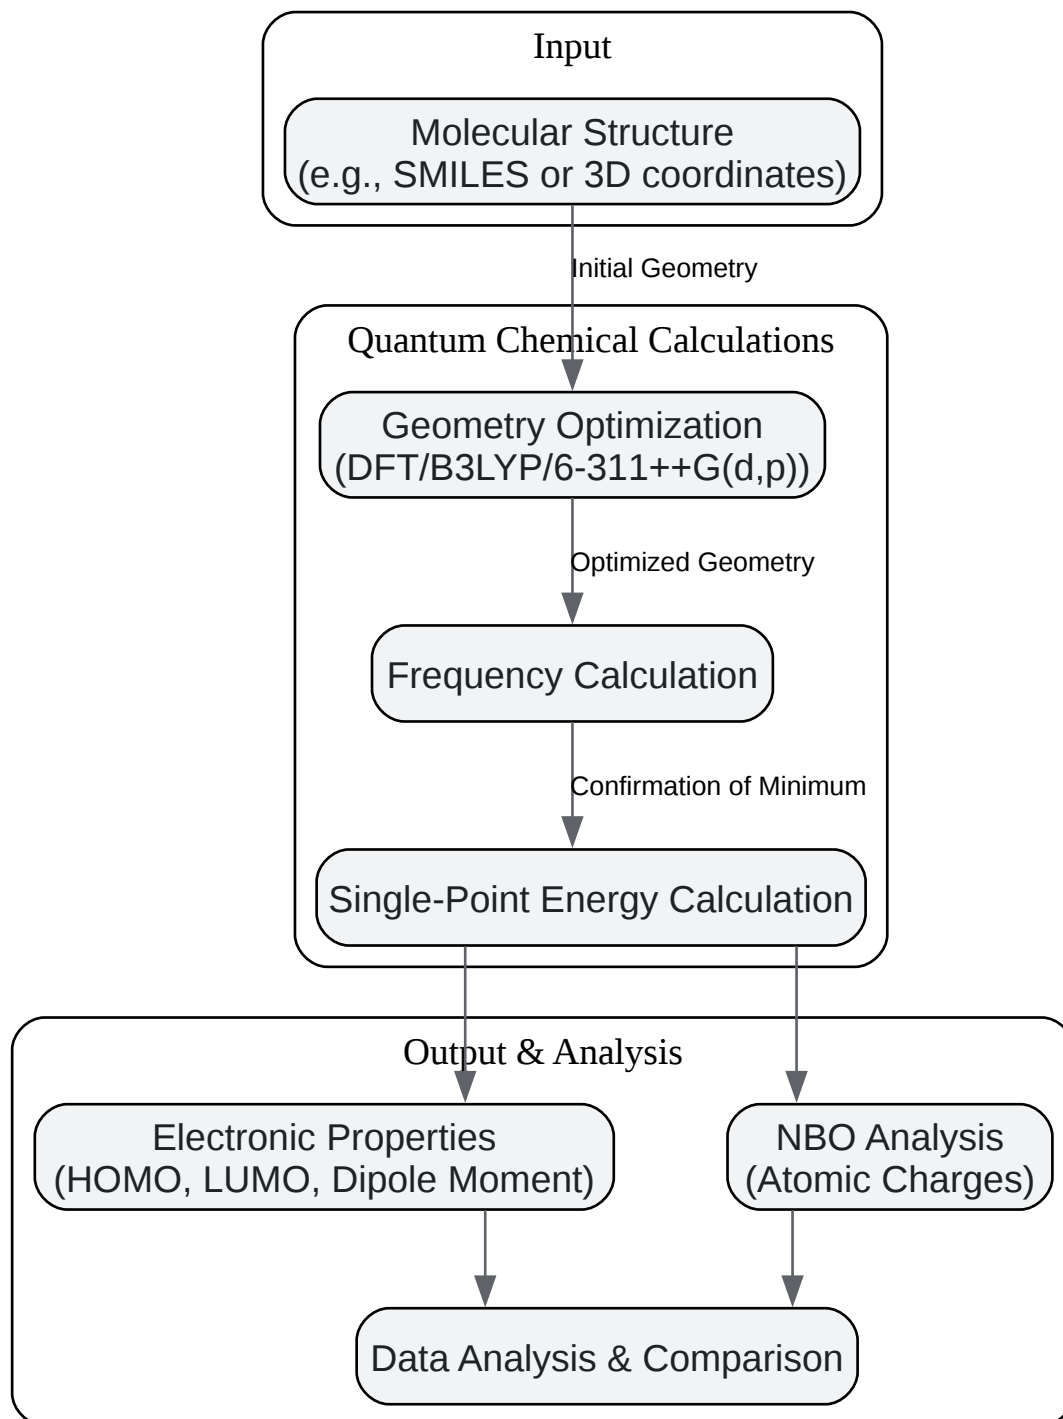 Input
Molecular Structure
(e.g., SMILES or 3D coordinates)
Initial Geometry
Quantum Chemical Calculations
Geometry Optimization
(DFT/B3LYP/6-311++G(d,p))
Optimized Geometry
Frequency Calculation
Confirmation of Minimum
Single-Point Energy Calculation
Output & Analysis
Electronic Properties
(HOMO, LUMO, Dipole Moment)
NBO Analysis
(Atomic Charges)
Data Analysis & Comparison